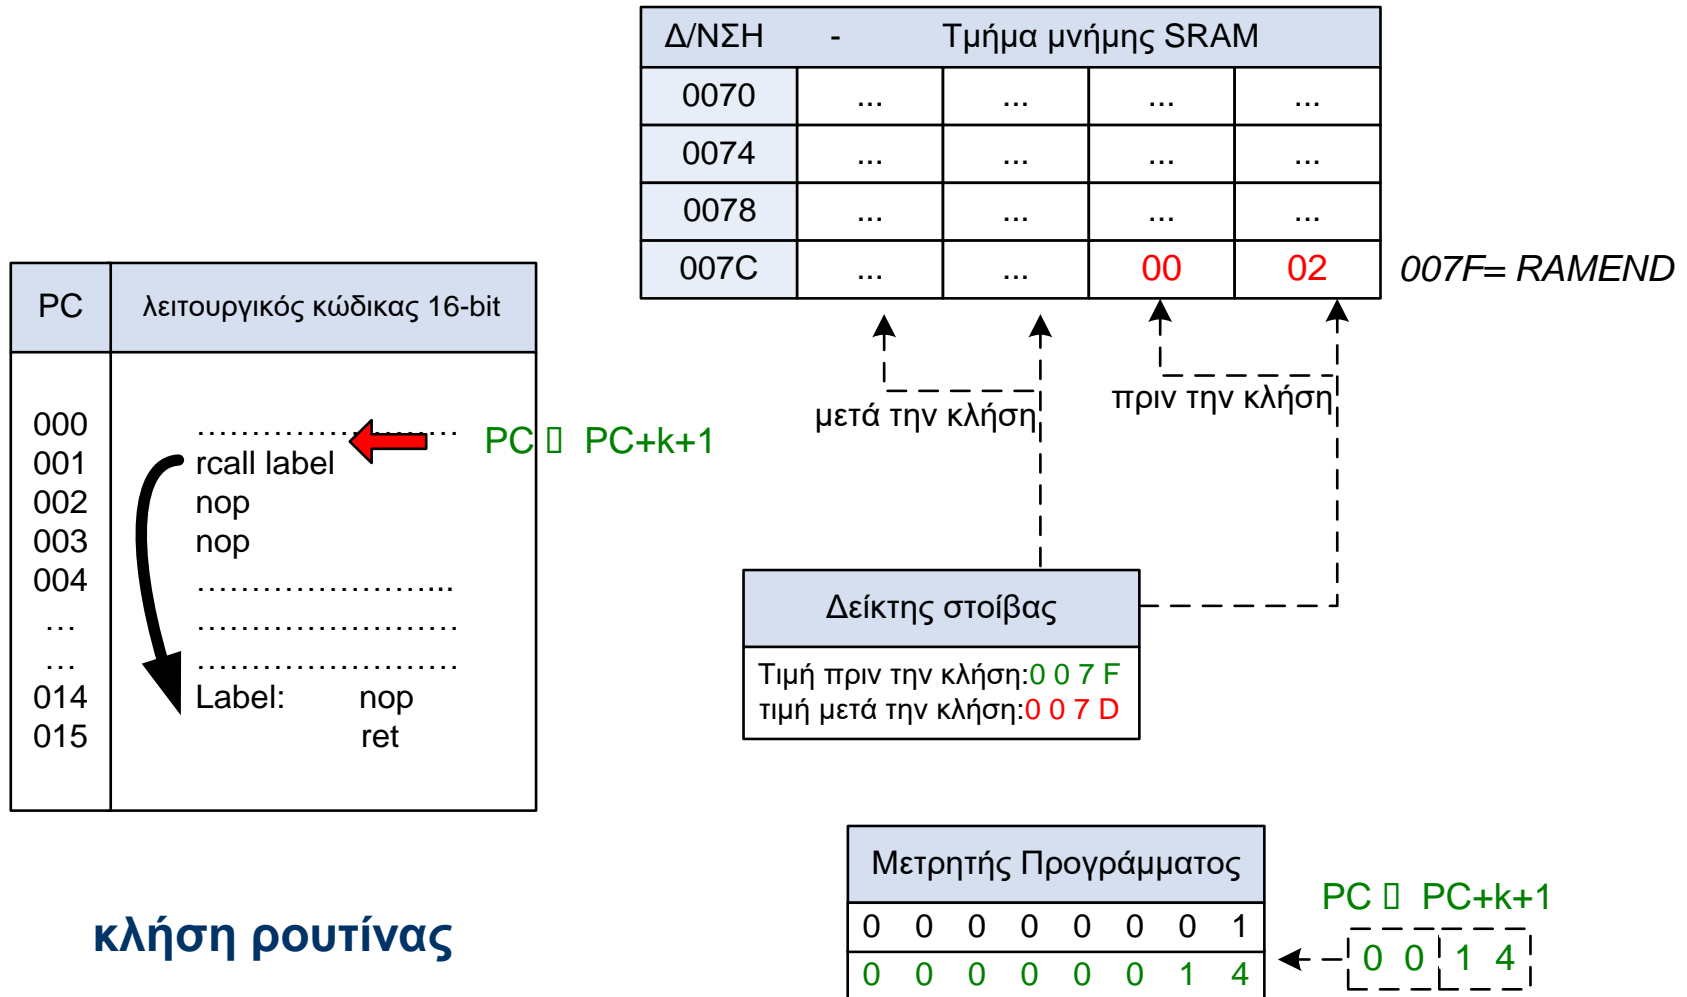 Δ/ΝΣΗ - Τμήμα μνήμης SRAM
0070 ... ... ... ...
0074 ... ... ... ...
0078 ... ... ... ...
007C ... ... 00 02
007F= RAMEND
μετά την κλήση
πριν την κλήση
PC λειτουργικός κώδικας 16-bit
000 ........................
001 rcall label
002 nop
003 nop
004 ........................
... ........................
... ........................
014 Label: nop
015 ret
PC ▯ PC+k+1
Δείκτης στοίβας
Τιμή πριν την κλήση:0 0 7 F
τιμή μετά την κλήση:0 0 7 D
Μετρητής Προγράμματος
0 0 0 0 0 0 0 1
0 0 0 0 0 0 1 4
PC ▯ PC+k+1
0 0 1 4
κλήση ρουτίνας